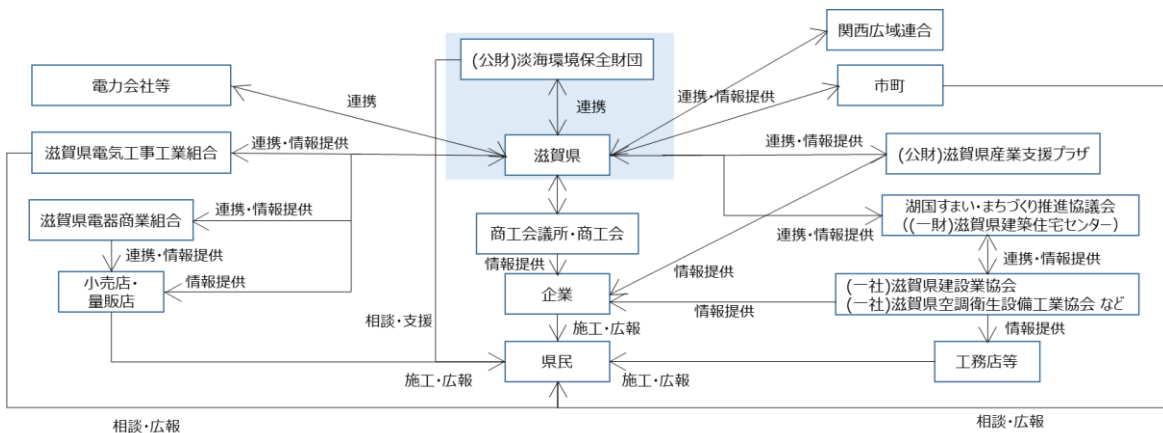 関西広域連合
(公財)淡海環境保全財団
電力会社等
市町
連携
連携
連携・情報提供
滋賀県電気工事工業組合
連携・情報提供
滋賀県
連携・情報提供
(公財)滋賀県産業支援プラザ
滋賀県電器商業組合
連携・情報提供
商工会議所・商工会
連携・情報提供
湖国すまい・まちづくり推進協議会
((一財)滋賀県建築住宅センター)
連携・情報提供
情報提供
連携・情報提供
小売店・
量販店
情報提供
企業
情報提供
(一社)滋賀県建設業協会
(一社)滋賀県空調衛生設備工業協会 など
情報提供
相談・支援
施工・広報
情報提供
県民
工務店等
施工・広報
施工・広報
相談・広報
相談・広報